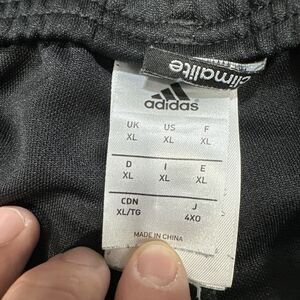 climalite
adidas
UK US F
XL XL XL
D I E
XL XL XL
CDN J
XL/TG 4XO
MADE IN CHINA